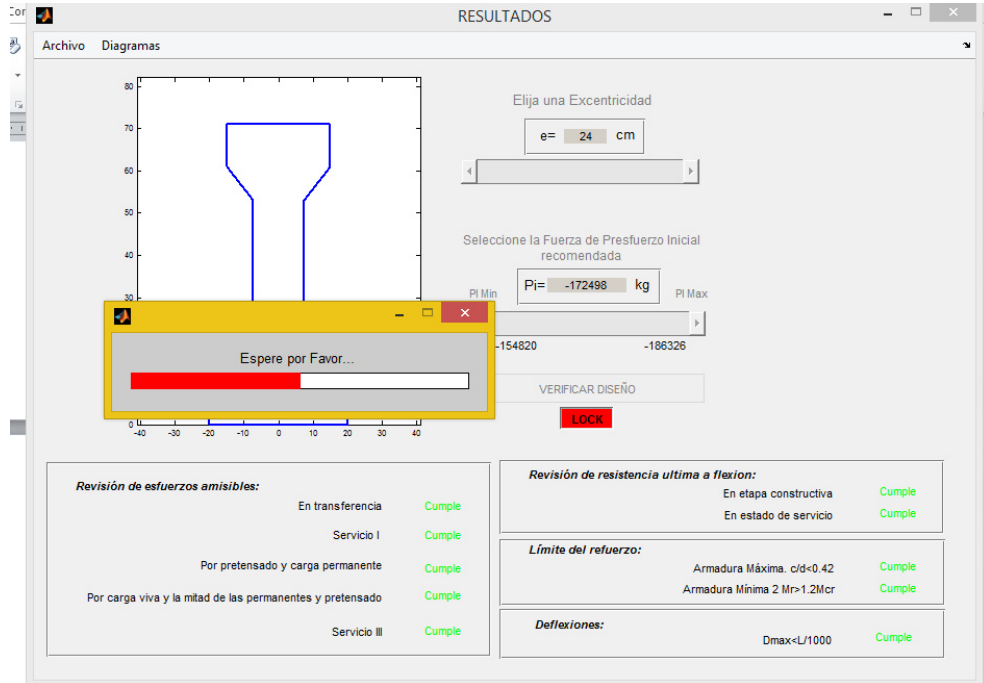 Cor
RESULTADOS
Archivo Diagramas
80
70
60
50
40
30
0
-40 -30 -20 -10 0 10 20 30 40
Elija una Excentricidad
e= 24 cm
Seleccione la Fuerza de Presfuerzo Inicial
recomendada
PI Min Pi= -172498 kg PI Max
-154820 -186326
VERIFICAR DISEÑO
LOCK
Espere por Favor...
Revisión de esfuerzos amisibles:
En transferencia Cumple
Servicio I Cumple
Por pretensado y carga permanente Cumple
Por carga viva y la mitad de las permanentes y pretensado Cumple
Servicio III Cumple
Revisión de resistencia ultima a flexion:
En etapa constructiva Cumple
En estado de servicio Cumple
Límite del refuerzo:
Armadura Máxima. c/d<0.42 Cumple
Armadura Mínima 2 Mr>1.2Mcr Cumple
Deflexiones:
Dmax<L/1000 Cumple